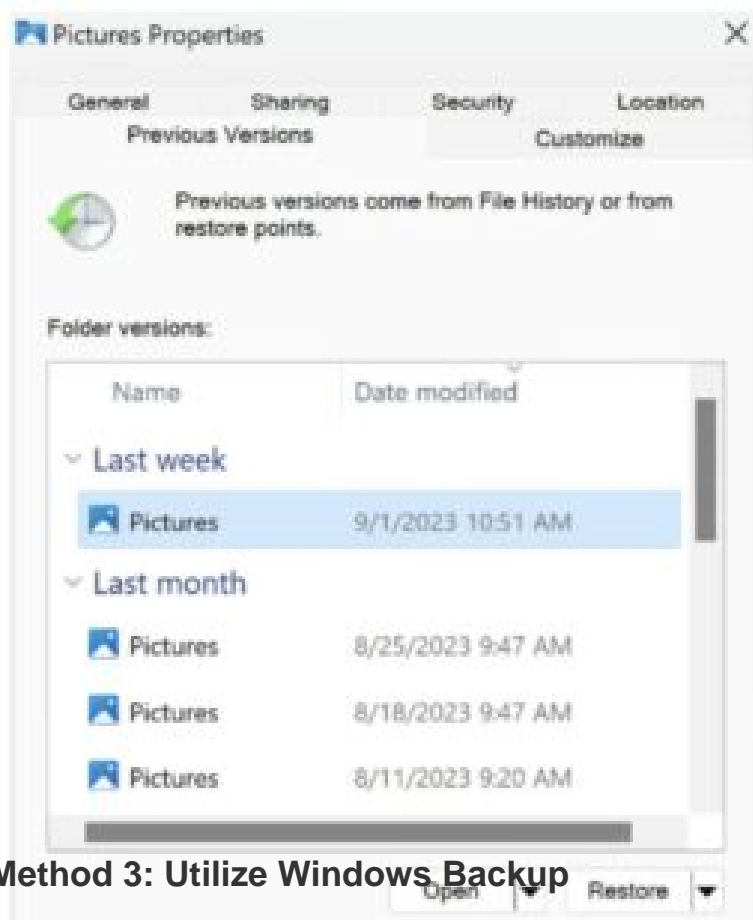 Pictures Properties
General Sharing Security Location
Previous Versions Customize
Previous versions come from File History or from
restore points.
Folder versions:
Name Date modified
Last week
Pictures 9/1/2023 10:51 AM
Last month
Pictures 8/25/2023 9:47 AM
Pictures 8/18/2023 9:47 AM
Pictures 8/11/2023 9:20 AM
Method 3: Utilize Windows Backup
Open Restore